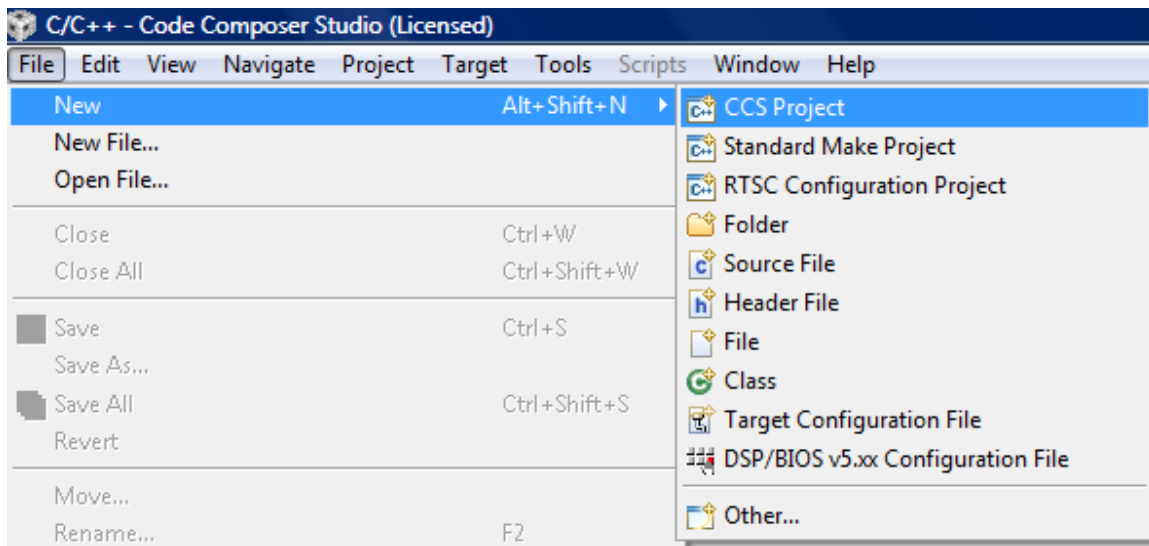 C/C++ - Code Composer Studio (Licensed)
File Edit View Navigate Project Target Tools Scripts Window Help
New Alt+Shift+N
New File...
Open File...
Close Ctrl+W
Close All Ctrl+Shift+W
Save Ctrl+S
Save As...
Save All Ctrl+Shift+S
Revert
Move...
Rename... F2
CCS Project
Standard Make Project
RTSC Configuration Project
Folder
Source File
Header File
File
Class
Target Configuration File
DSP/BIOS v5.xx Configuration File
Other...